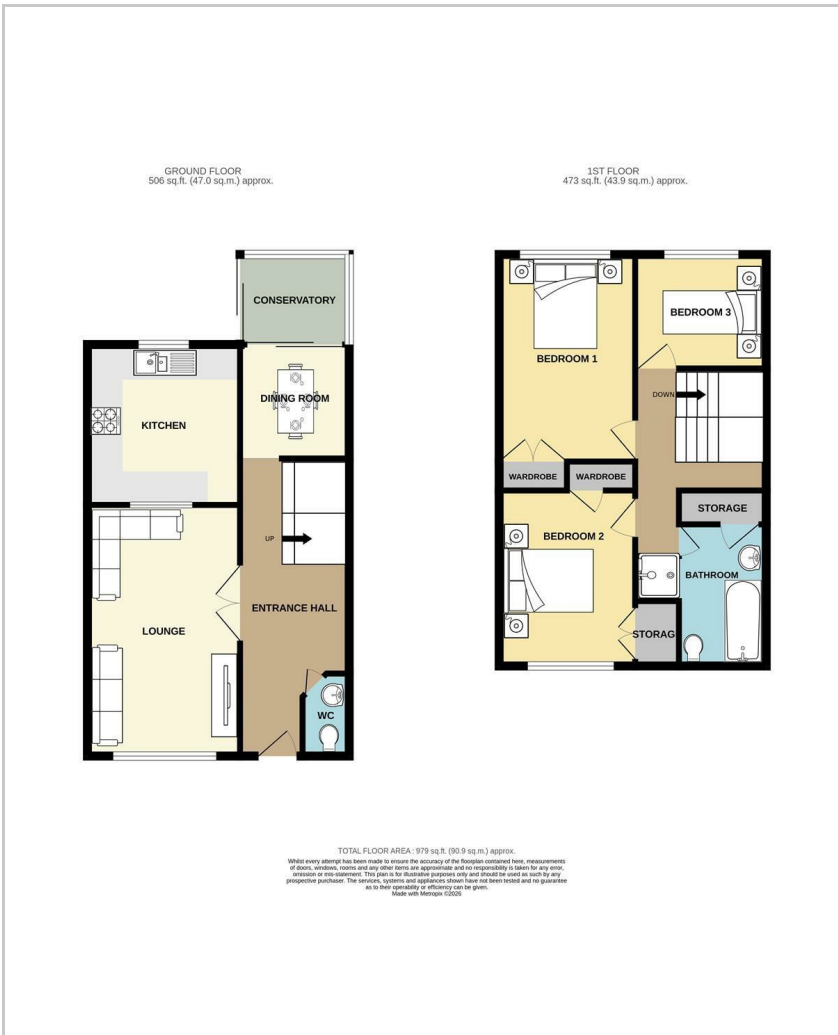 GROUND FLOOR
506 sq.ft. (47.0 sq.m.) approx.
CONSERVATORY
DINING ROOM
KITCHEN
UP
ENTRANCE HALL
LOUNGE
WC
1ST FLOOR
473 sq.ft. (43.9 sq.m.) approx.
BEDROOM 3
BEDROOM 1
DOWN
WARDROBE
WARDROBE
STORAGE
BEDROOM 2
BATHROOM
STORAG
TOTAL FLOOR AREA : 979 sq.ft. (90.9 sq.m.) approx.
Whilst every attempt has been made to ensure the accuracy of the floorplan contained here, measurements
of doors, windows, rooms and any other items are approximate and no responsibility is taken for any error,
omission or mis-statement. This plan is for illustrative purposes only and should be used as such by any
prospective purchaser. The services, systems and appliances shown have not been tested and no guarantee
as to their operability or efficiency can be given.
Made with Metropix ©2026